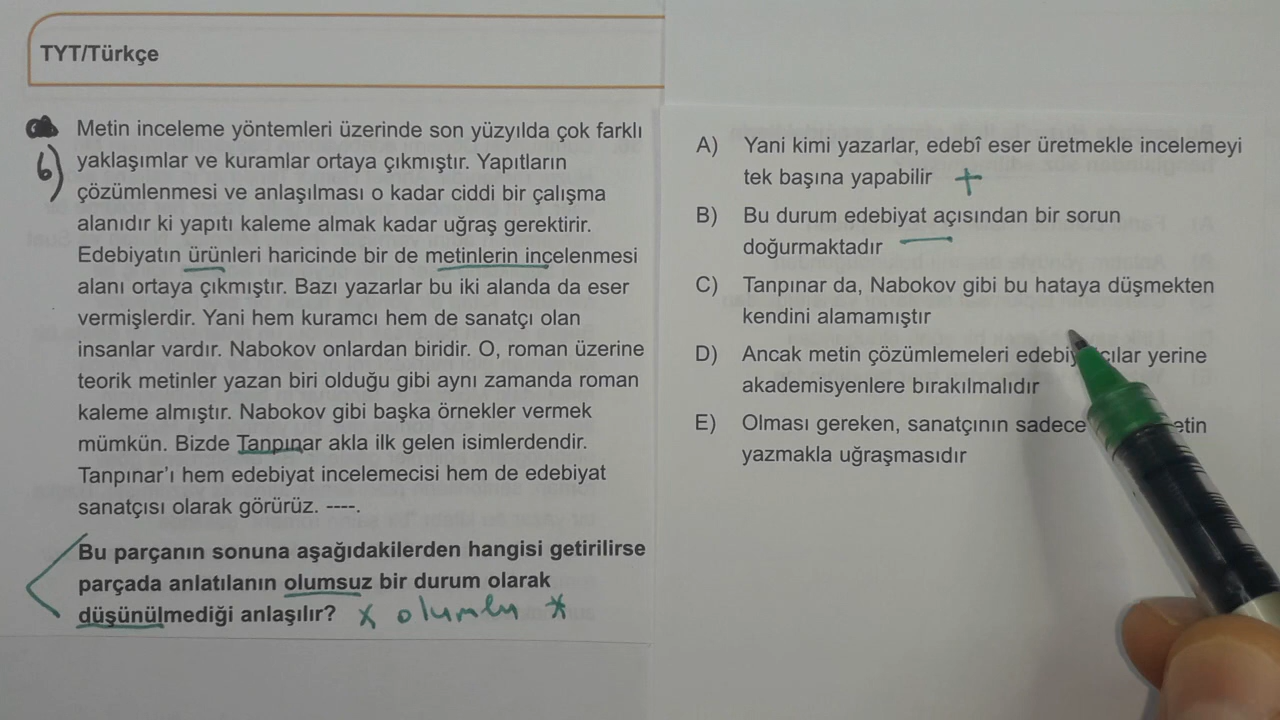 TYT/Türkçe
6)
Metin inceleme yöntemleri üzerinde son yüzyılda çok farklı
yaklaşımlar ve kuramlar ortaya çıkmıştır. Yapıtların
çözümlenmesi ve anlaşılması o kadar ciddi bir çalışma
alanıdır ki yapıtı kaleme almak kadar uğraş gerektirir.
Edebiyatın ürünleri haricinde bir de metinlerin incelenmesi
alanı ortaya çıkmıştır. Bazı yazarlar bu iki alanda da eser
vermişlerdir. Yani hem kuramcı hem de sanatçı olan
insanlar vardır. Nabokov onlardan biridir. O, roman üzerine
teorik metinler yazan biri olduğu gibi aynı zamanda roman
kaleme almıştır. Nabokov gibi başka örnekler vermek
mümkün. Bizde Tanpınar akla ilk gelen isimlerdendir.
Tanpınar'ı hem edebiyat incelemecisi hem de edebiyat
sanatçısı olarak görürüz. ----.
Bu parçanın sonuna aşağıdakilerden hangisi getirilirse
parçada anlatılanın olumsuz bir durum olarak
düşünülmediği anlaşılır? x olumlu *
A) Yani kimi yazarlar, edebî eser üretmekle incelemeyi
tek başına yapabilir +
B) Bu durum edebiyat açısından bir sorun
doğurmaktadır
C) Tanpınar da, Nabokov gibi bu hataya düşmekten
kendini alamamıştır
D) Ancak metin çözümlemeleri yerine
akademisyenlere bırakılmalıdır
E) Olması gereken, sanatçının sadece
yazmakla uğraşmasıdır